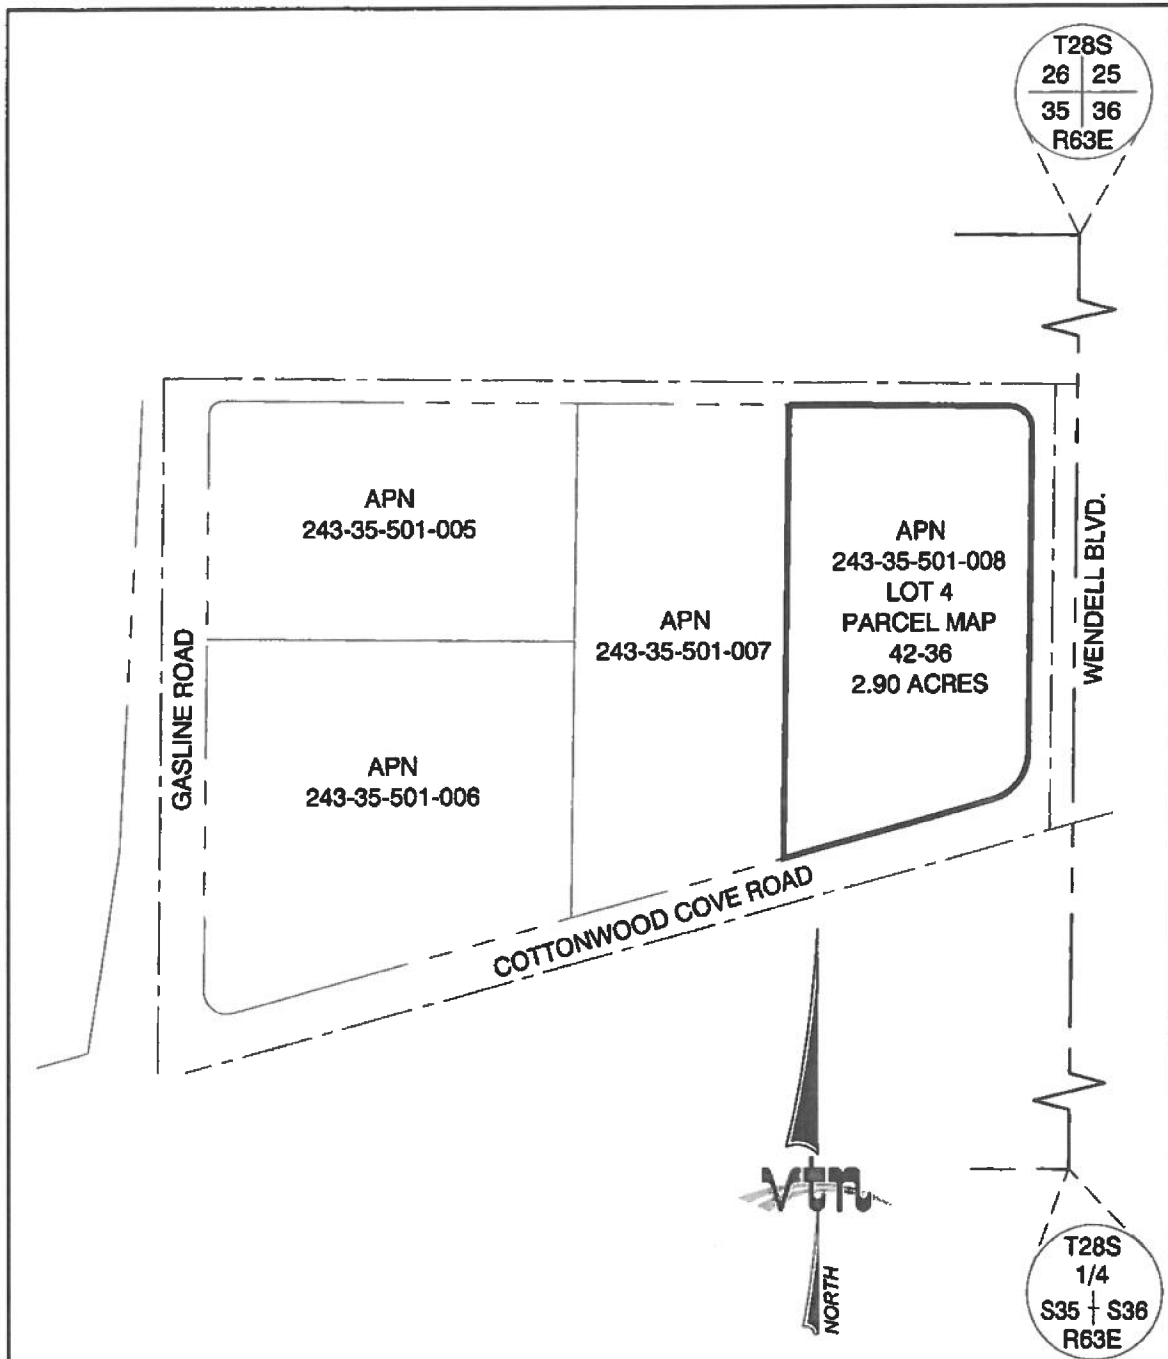 T28S
26 25
35 36
R63E
APN
243-35-501-005
APN
243-35-501-008
LOT 4
PARCEL MAP
42-36
2.90 ACRES
WENDELL BLVD.
APN
243-35-501-007
GASLINE ROAD
APN
243-35-501-006
COTTONWOOD COVE ROAD
vtn
NORTH
T28S
1/4
S35 S36
R63E